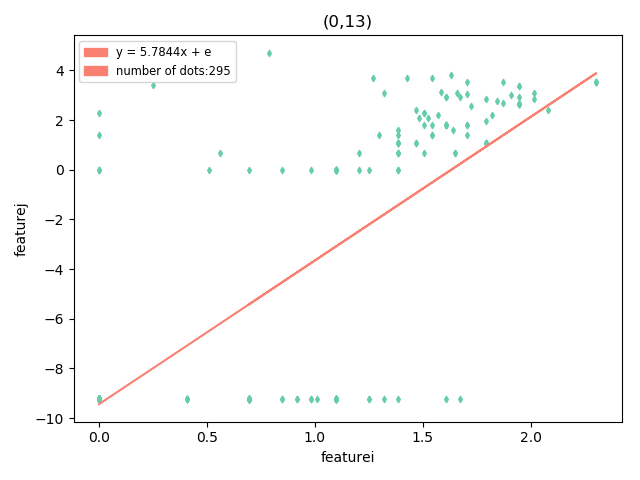 (0,13)
y = 5.7844x + e
number of dots:295
4
2
0
−2
−4
−6
−8
−10
featurej
0.0 0.5 1.0 1.5 2.0
featurei